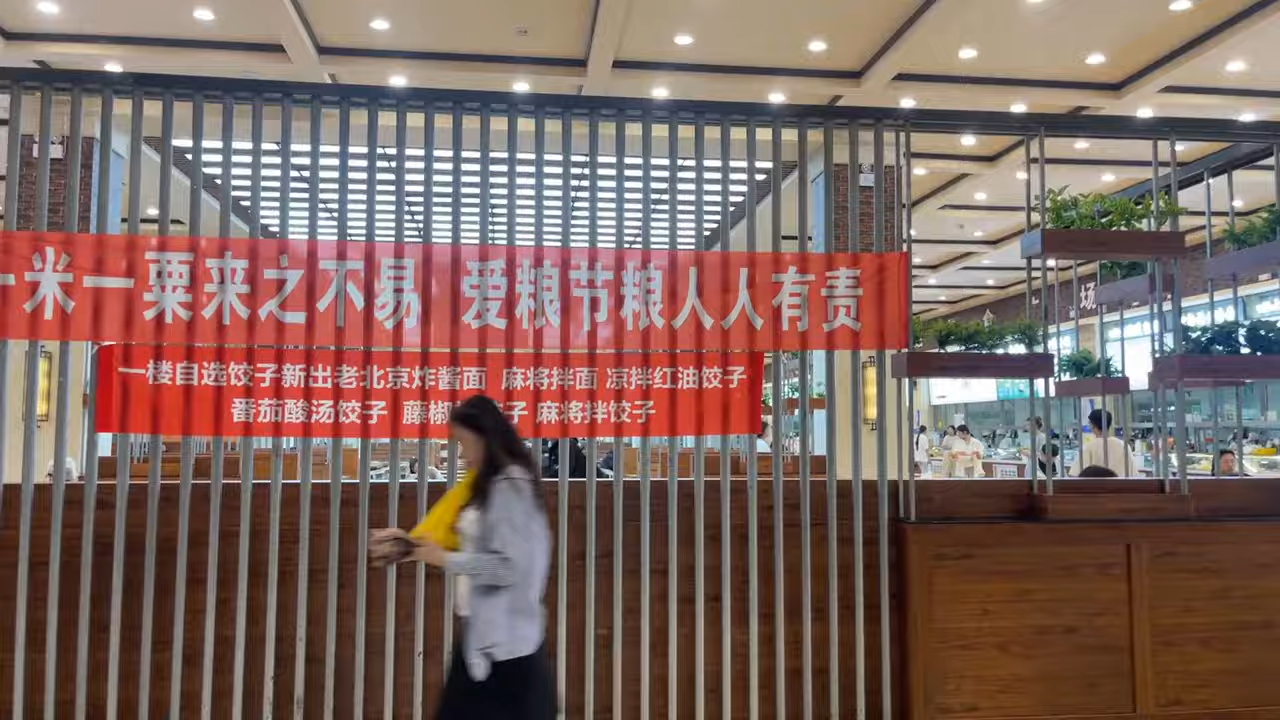 一米一粟来之不易 爱粮节粮人人有责
一楼自选饺子新出老北京炸酱面 麻将拌面 凉拌红油饺子
番茄酸汤饺子 藤椒 子 麻将拌饺子
场